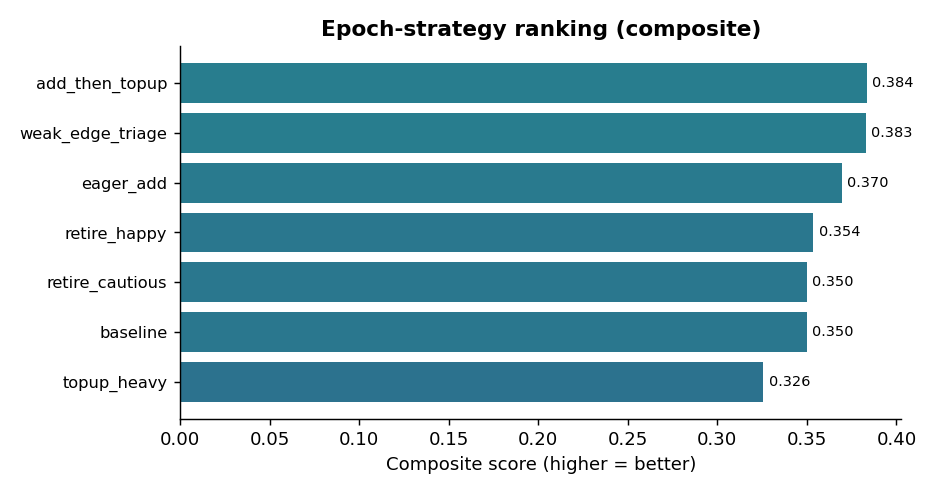 Epoch-strategy ranking (composite)
add_then_topup 0.384
weak_edge_triage 0.383
eager_add 0.370
retire_happy 0.354
retire_cautious 0.350
baseline 0.350
topup_heavy 0.326
0.00 0.05 0.10 0.15 0.20 0.25 0.30 0.35 0.40
Composite score (higher = better)